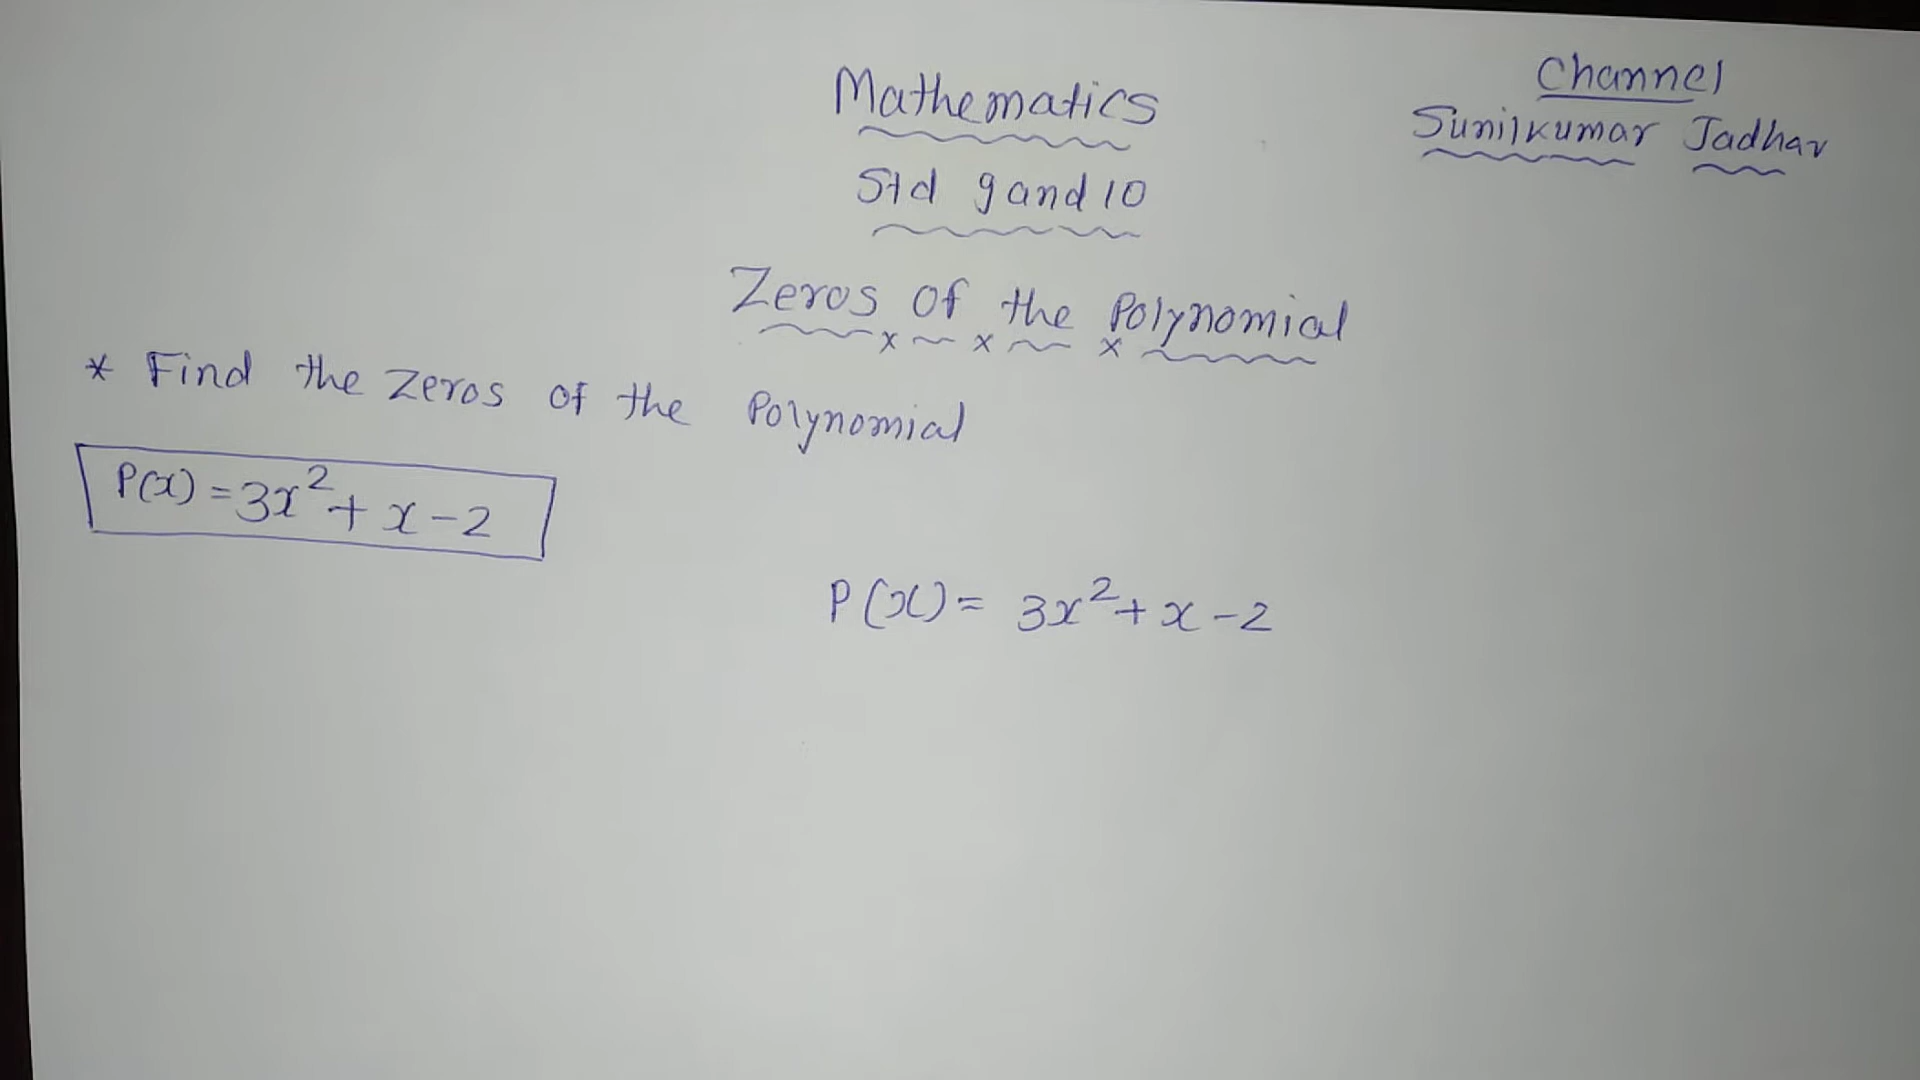 Mathematics
Channel
Sunilkumar Jadhav
Std 9 and 10
Zeros of the Polynomial
* Find the zeros of the Polynomial
P(x) = 3x² + x - 2
P(x) = 3x² + x - 2